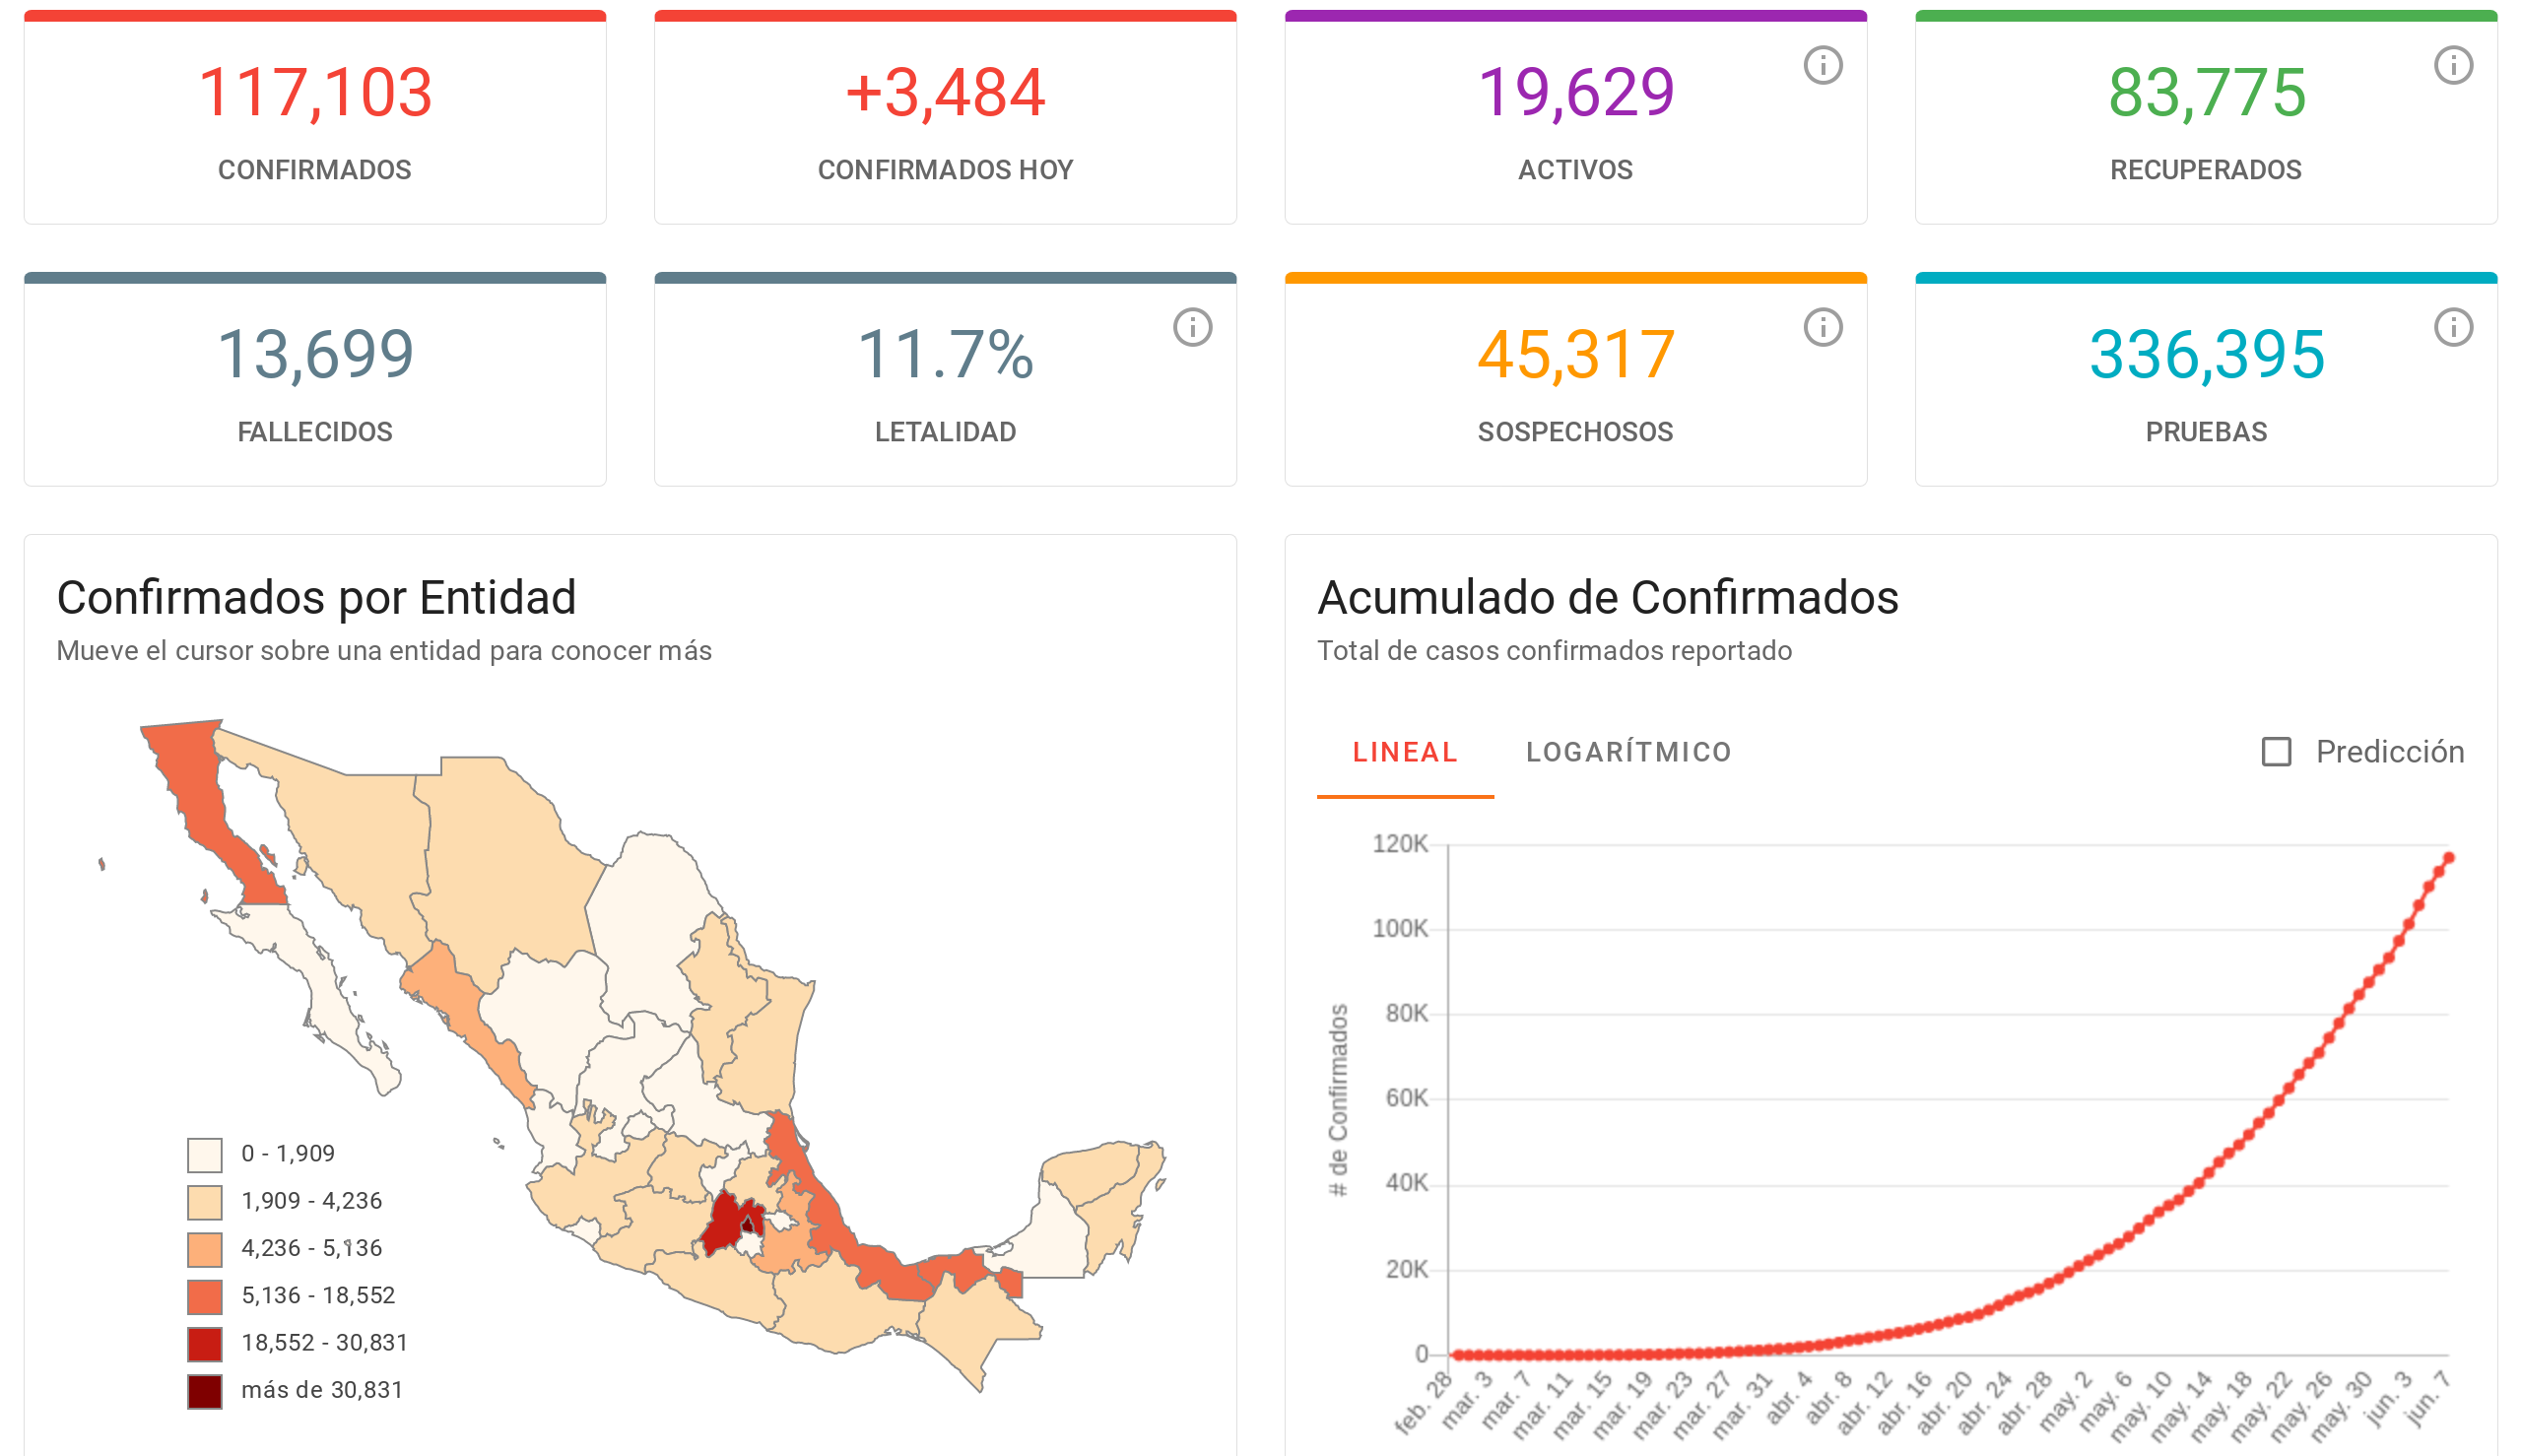 117,103
CONFIRMADOS
+3,484
CONFIRMADOS HOY
19,629
ACTIVOS
83,775
RECUPERADOS
13,699
FALLECIDOS
11.7%
LETALIDAD
45,317
SOSPECHOSOS
336,395
PRUEBAS
Confirmados por Entidad
Mueve el cursor sobre una entidad para conocer más
0 - 1,909
1,909 - 4,236
4,236 - 5,136
5,136 - 18,552
18,552 - 30,831
más de 30,831
Acumulado de Confirmados
Total de casos confirmados reportado
LINEAL
LOGARÍTMICO
Predicción
# de Confirmados
120K
100K
80K
60K
40K
20K
0
feb. 28
mar. 3
mar. 7
mar. 11
mar. 15
mar. 19
mar. 23
mar. 27
mar. 31
abr. 4
abr. 8
abr. 12
abr. 16
abr. 20
abr. 24
abr. 28
may. 2
may. 6
may. 10
may. 14
may. 18
may. 22
may. 26
may. 30
jun. 3
jun. 7